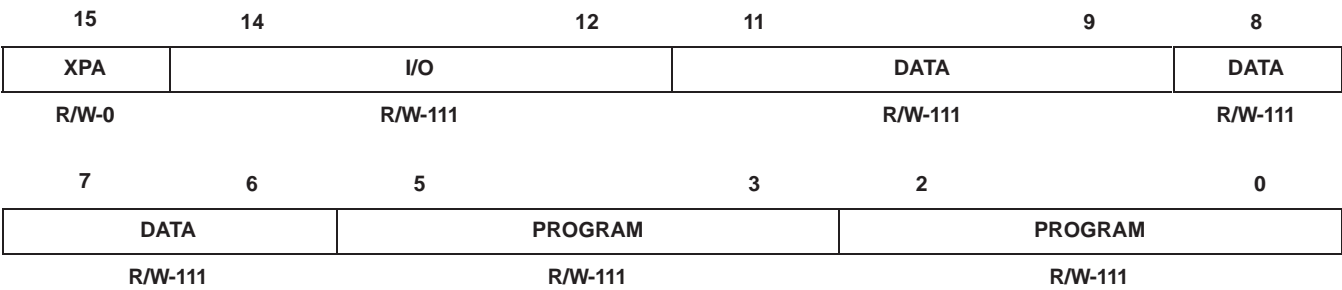 15 14 12 11 9 8
XPA I/O DATA DATA
R/W-0 R/W-111 R/W-111 R/W-111
7 6 5 3 2 0
DATA PROGRAM PROGRAM
R/W-111 R/W-111 R/W-111